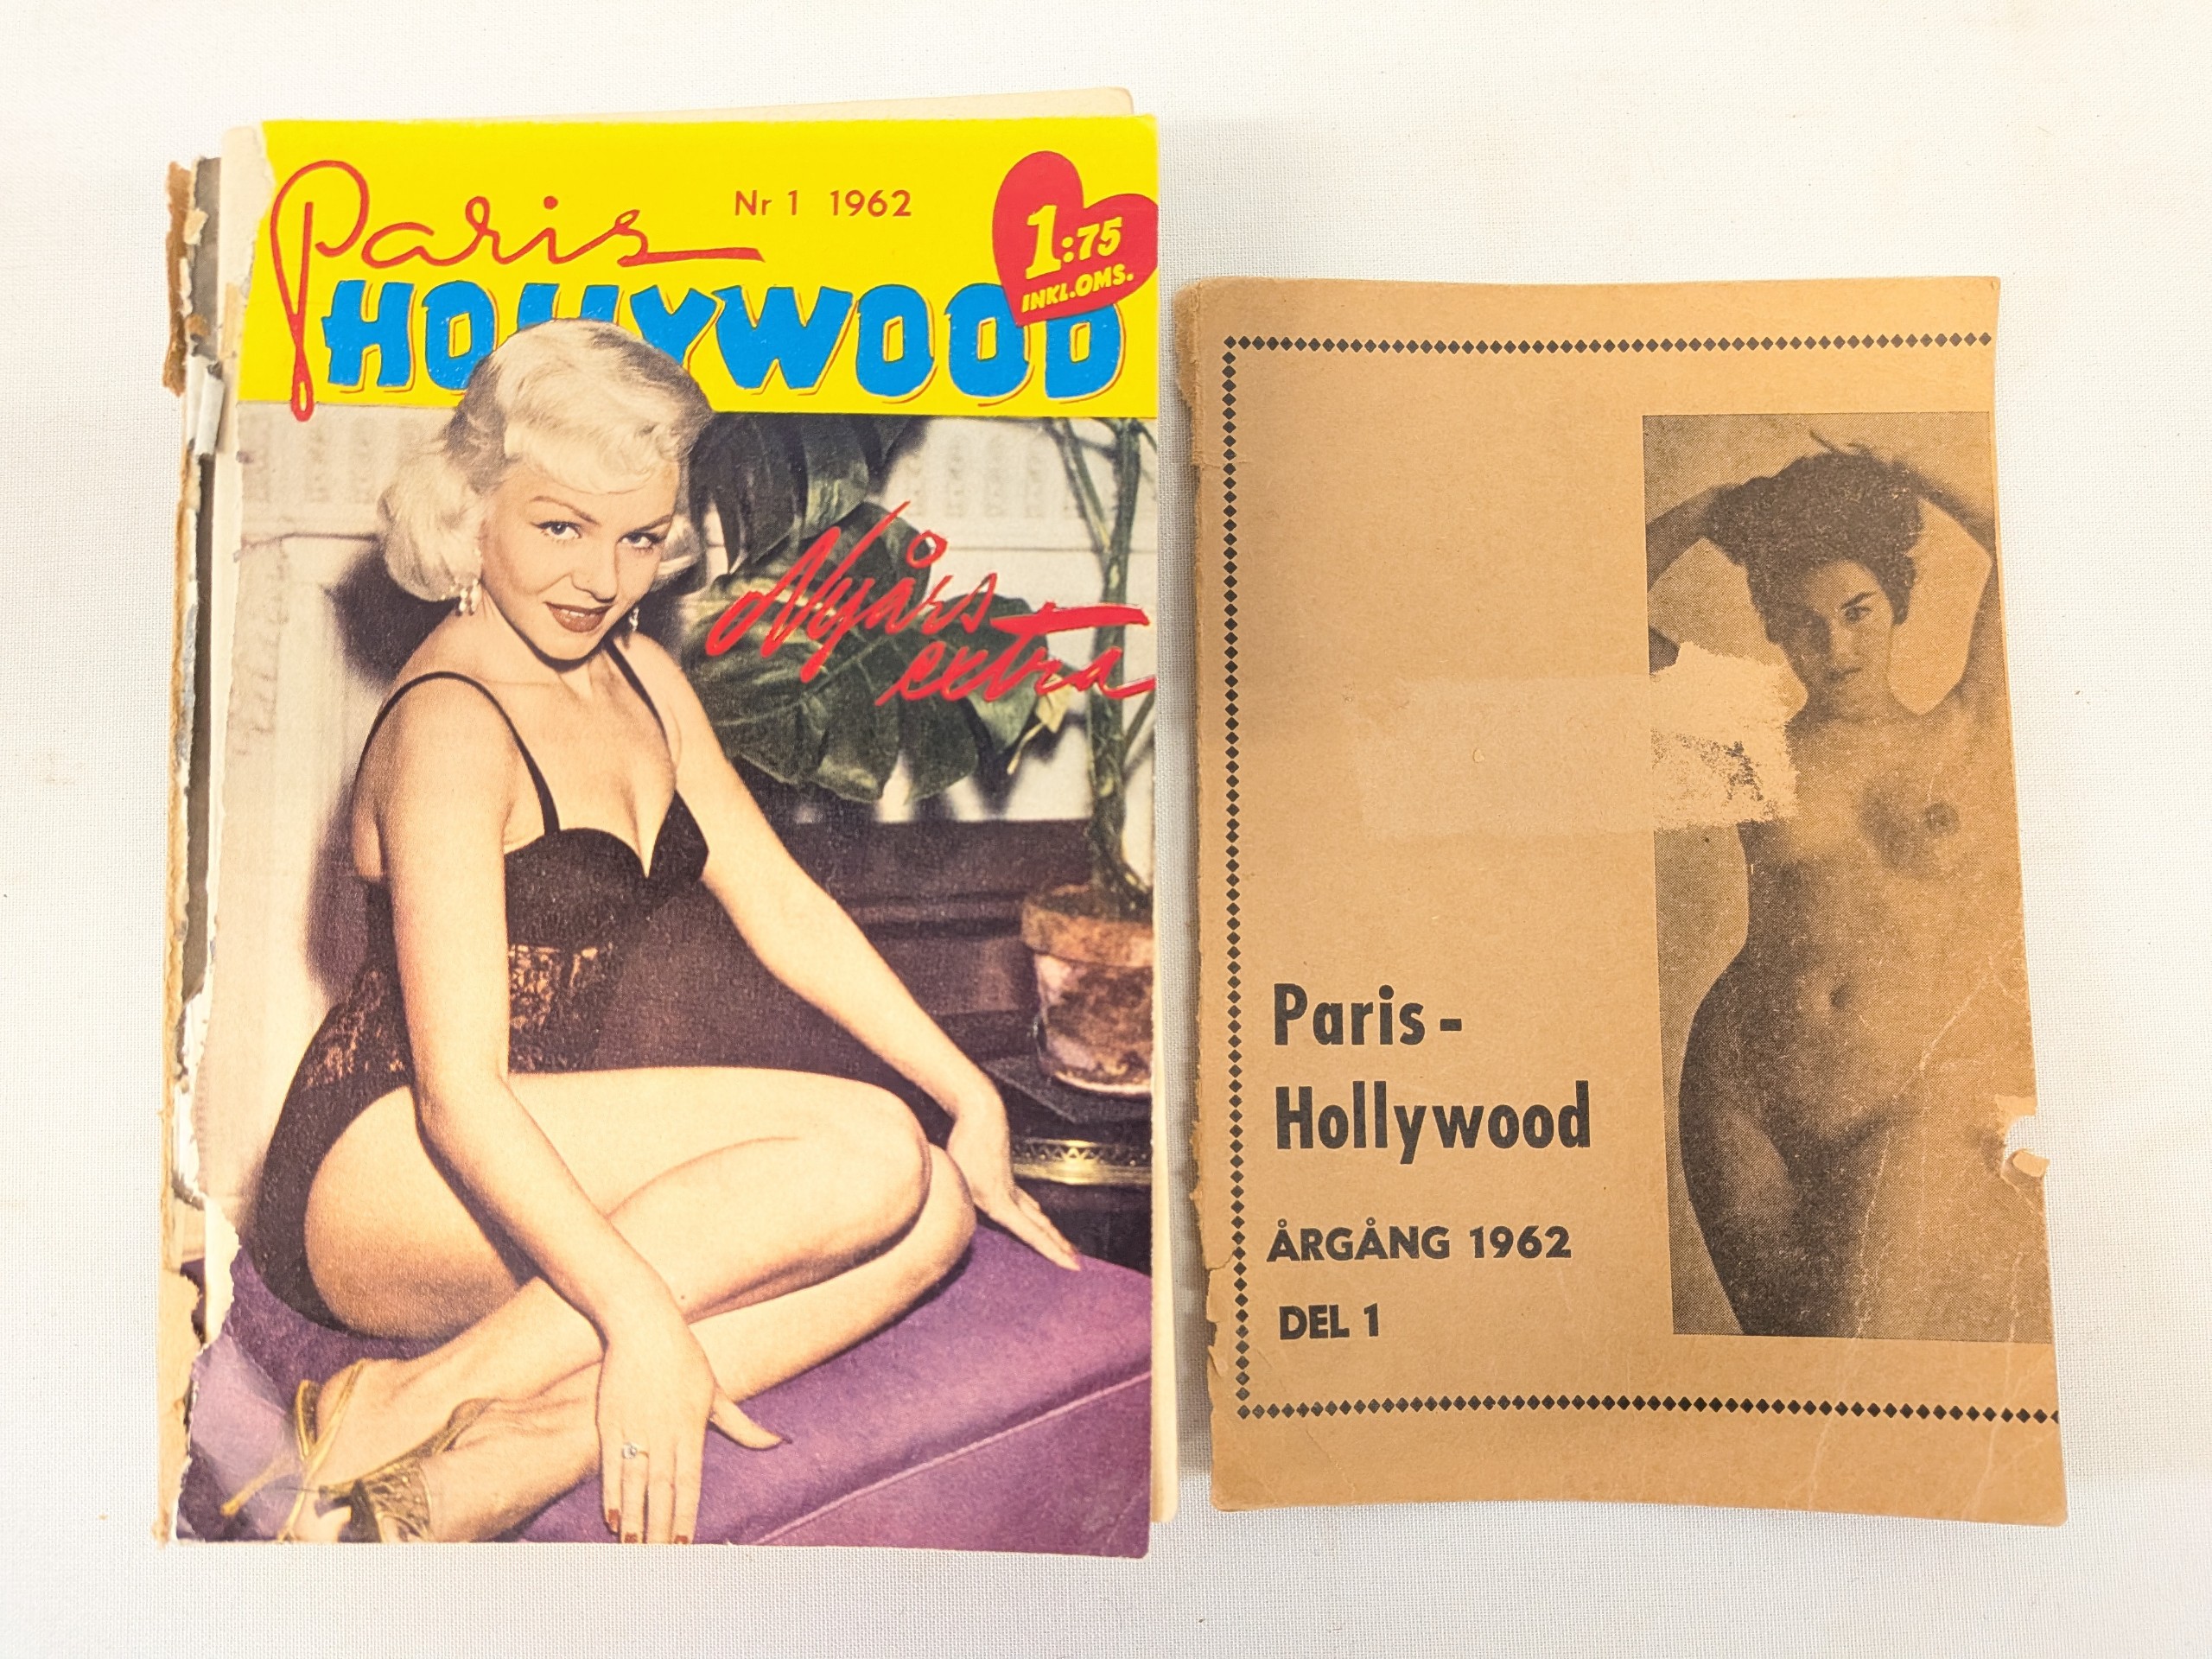 Paris
Nr 1 1962
HOLLYWOOD
1:75
INKL.OMS.
Nyårs
extra
Paris-
Hollywood
ÅRGÅNG 1962
DEL 1